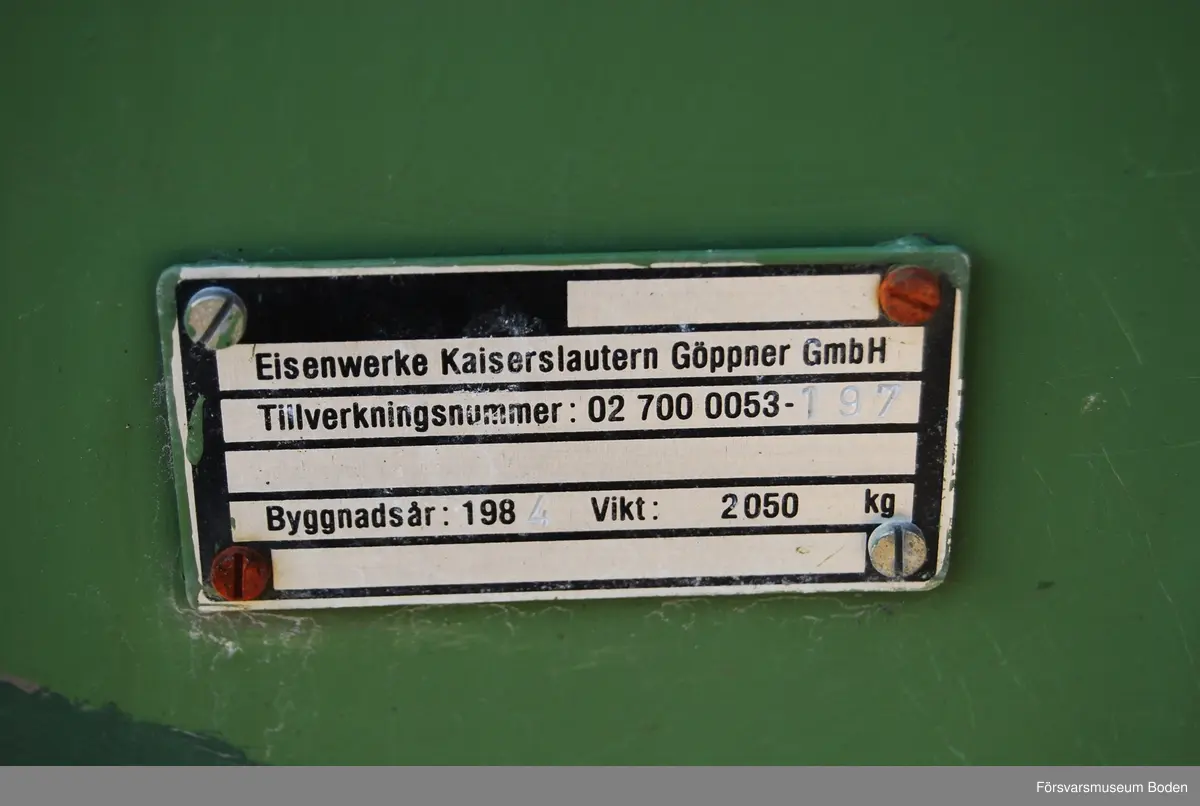 Eisenwerke Kaiserslautern Göppner GmbH
Tillverkningsnummer: 02 700 0053-197
Byggnadsår: 1984 Vikt: 2050 kg
Försvarsmuseum Boden